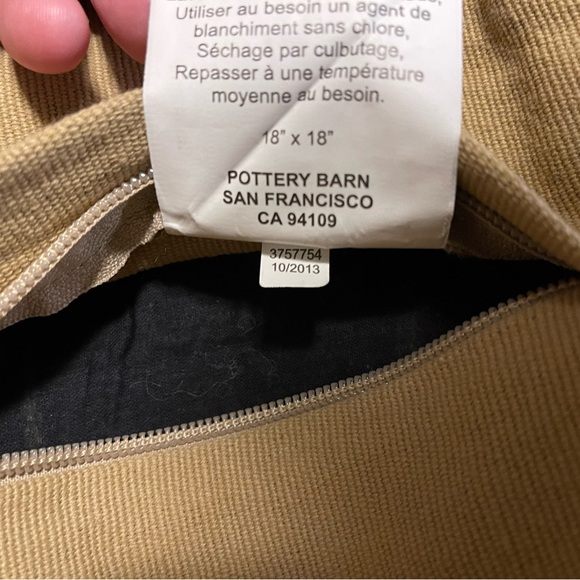 Utiliser au besoin un agent de
blanchiment sans chlore,
Séchage par culbutage,
Repasser à une température
moyenne au besoin.
18" x 18"
POTTERY BARN
SAN FRANCISCO
CA 94109
3757754
10/2013